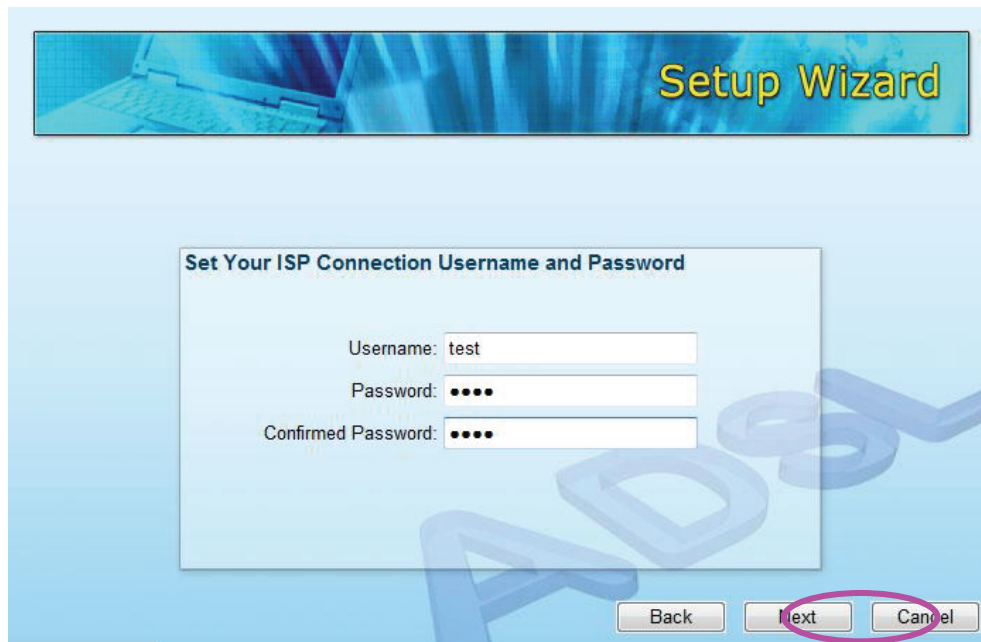 Setup Wizard
Set Your ISP Connection Username and Password
Username: test
Password: ●●●●
Confirmed Password: ●●●●
ADSL
Back Next Cancel